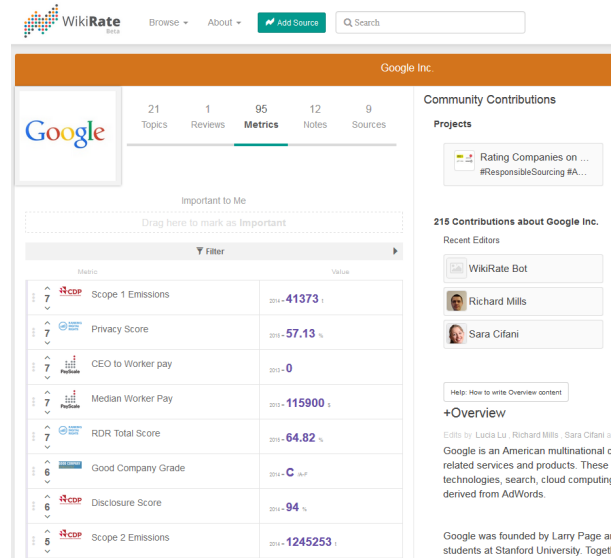 WikiRate
Beta
Browse
About
Add Source
Search
Google Inc.
Google
21
Topics
1
Reviews
95
Metrics
12
Notes
9
Sources
Important to Me
Drag here to mark as Important
Filter
Metric
Value
7
CDP
Scope 1 Emissions
2014 = 41373 t
7
Privacy Score
57.13 %
7
PayScale
CEO to Worker pay
0
7
PayScale
Median Worker Pay
115900 $
7
RDR Total Score
64.82 %
6
Good Company Grade
2014 = C /A-F
6
CDP
Disclosure Score
2014 = 94 %
5
CDP
Scope 2 Emissions
2014 = 1245253 t
Community Contributions
Projects
Rating Companies on ...
#ResponsibleSourcing #A...
215 Contributions about Google Inc.
Recent Editors
WikiRate Bot
Richard Mills
Sara Cifani
Help: How to write Overview content
+Overview
Edits by Lucia Lu , Richard Mills , Sara Cifani a
Google is an American multinational c
related services and products. These
technologies, search, cloud computing
derived from AdWords.
Google was founded by Larry Page an
students at Stanford University. Toget